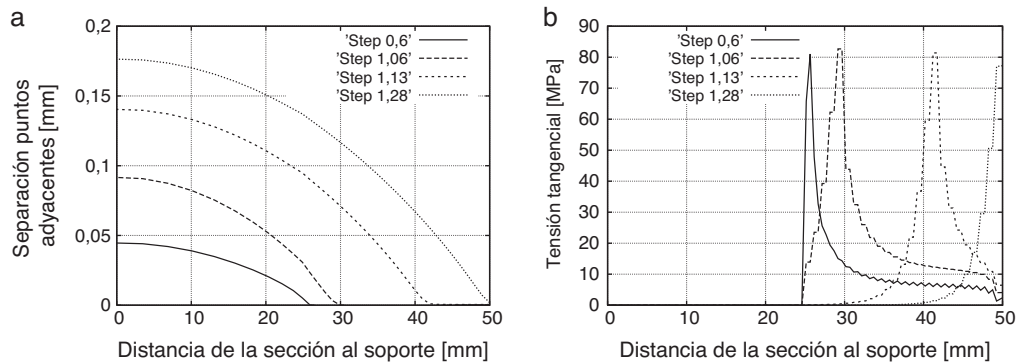 a
0,2
0,15
0,1
0,05
0
Separación puntos
adyacentes [mm]
'Step 0,6'
'Step 1,06'
'Step 1,13'
'Step 1,28'
0 10 20 30 40 50
Distancia de la sección al soporte [mm]
b
90
80
70
60
50
40
30
20
10
0
Tensión tangencial [MPa]
'Step 0,6'
'Step 1,06'
'Step 1,13'
'Step 1,28'
0 10 20 30 40 50
Distancia de la sección al soporte [mm]